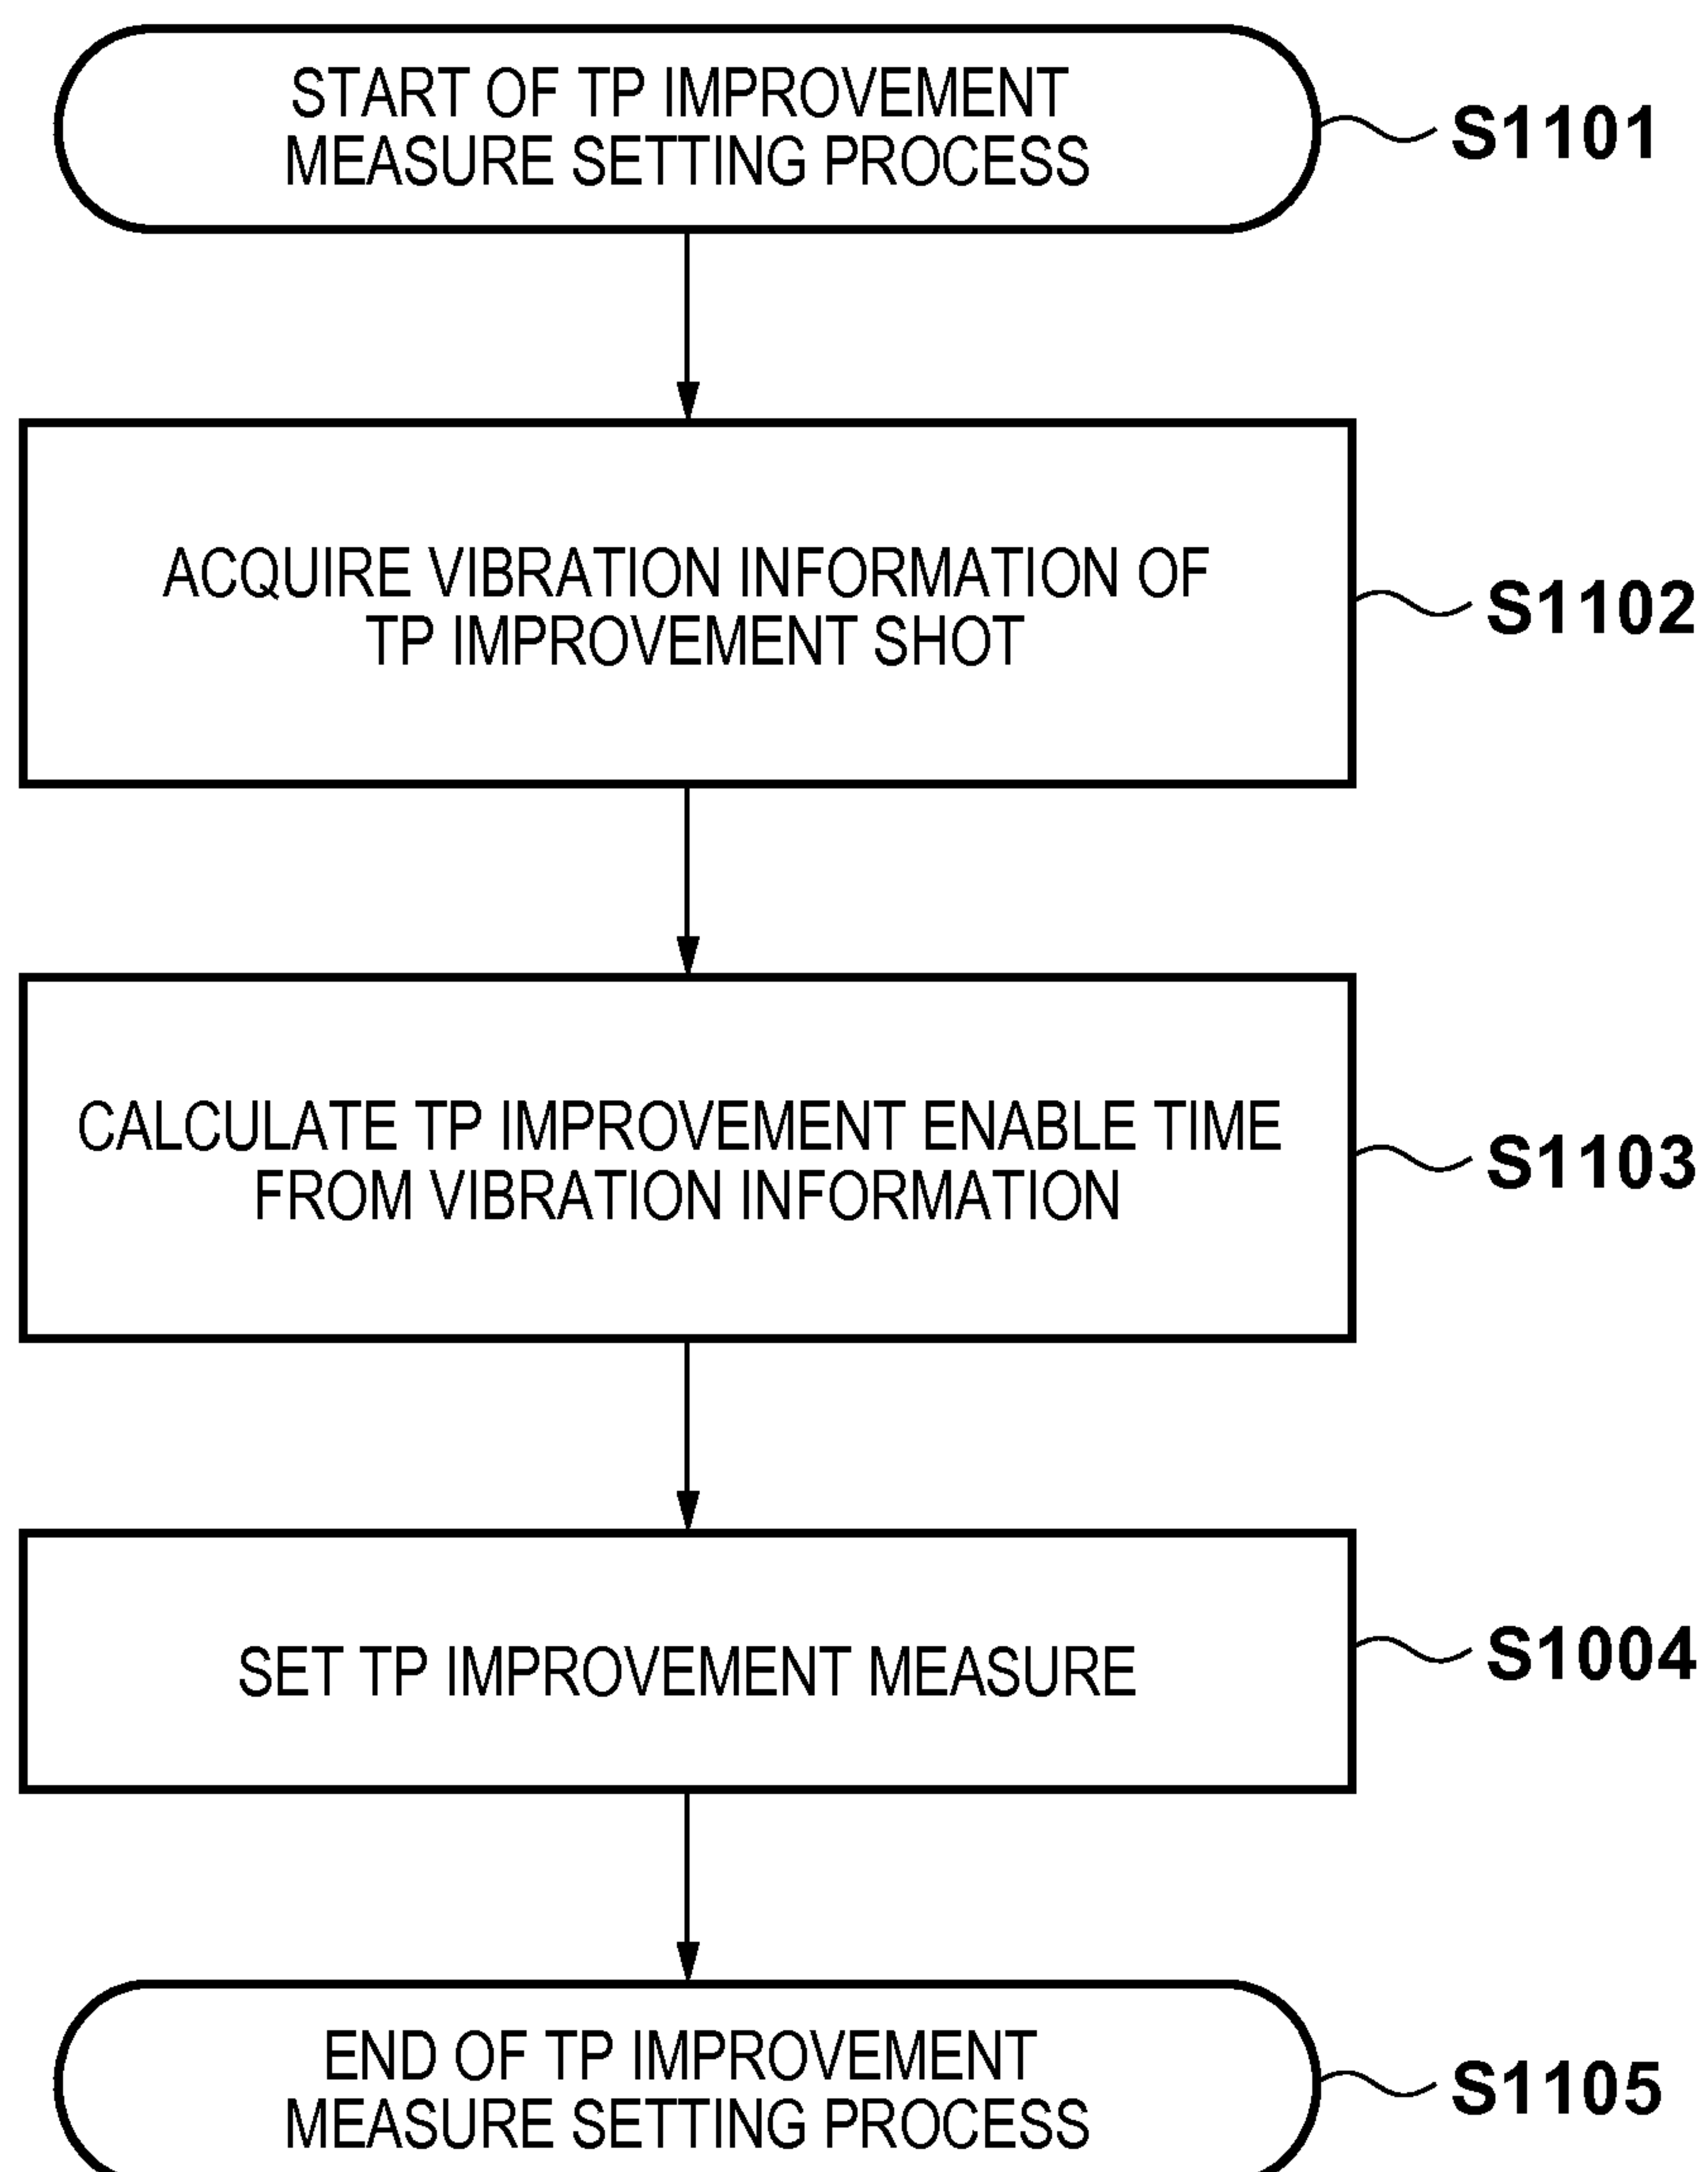 START OF TP IMPROVEMENT
MEASURE SETTING PROCESS
S1101
ACQUIRE VIBRATION INFORMATION OF
TP IMPROVEMENT SHOT
S1102
CALCULATE TP IMPROVEMENT ENABLE TIME
FROM VIBRATION INFORMATION
S1103
SET TP IMPROVEMENT MEASURE
S1004
END OF TP IMPROVEMENT
MEASURE SETTING PROCESS
S1105